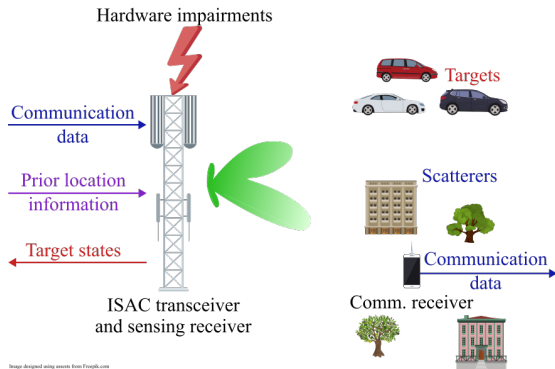 Hardware impairments
Targets
Communication
data
Prior location
information
Scatterers
Target states
Communication
data
ISAC transceiver
and sensing receiver
Comm. receiver
Image designed using assests from Freepik.com